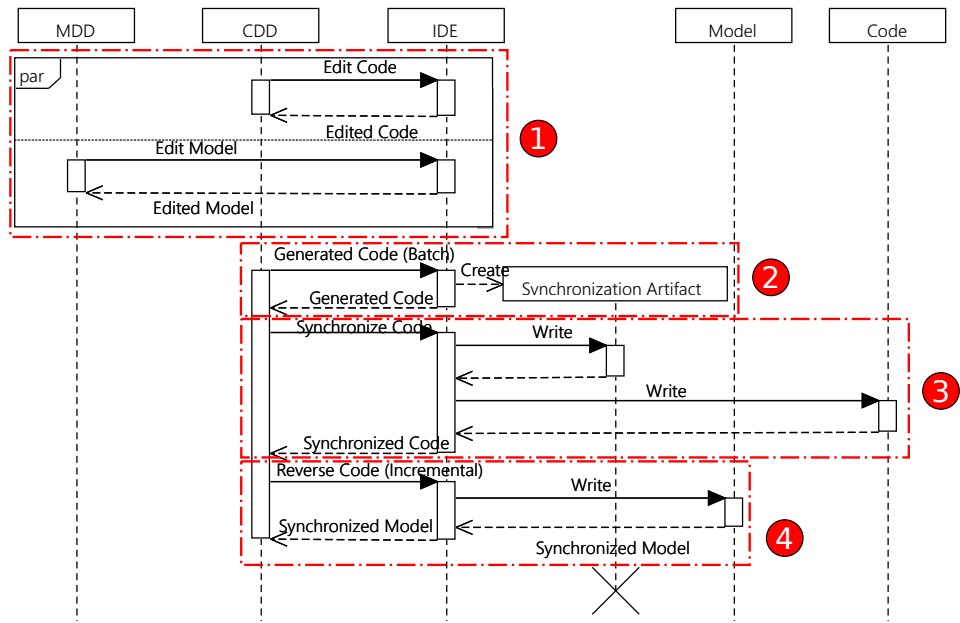 MDD
CDD
IDE
Model
Code
par
Edit Code
Edited Code
Edit Model
Edited Model
1
Generated Code (Batch)
Create
Synchronization Artifact
2
Generated Code
Synchronize Code
Write
Write
3
Synchronized Code
Reverse Code (Incremental)
Write
Synchronized Model
4
Synchronized Model